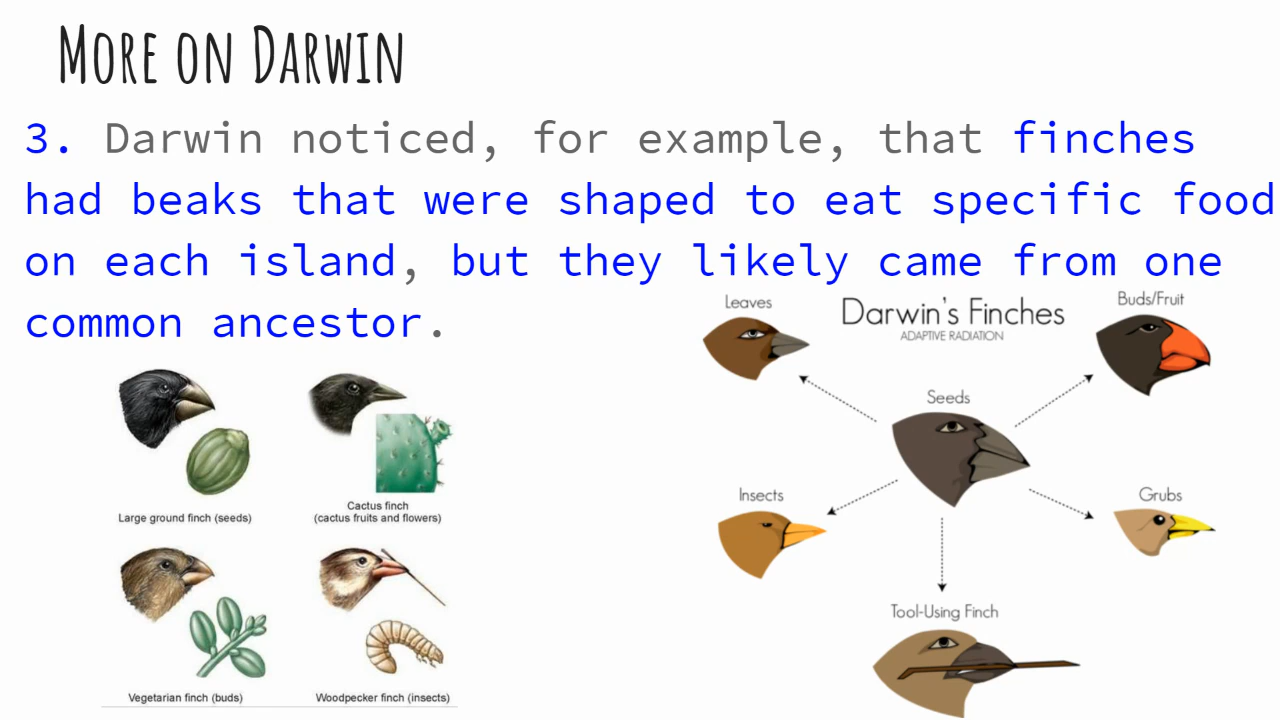 More on Darwin
3. Darwin noticed, for example, that finches
had beaks that were shaped to eat specific food
on each island, but they likely came from one
common ancestor.
Large ground finch (seeds)
Cactus finch
(cactus fruits and flowers)
Vegetarian finch (buds)
Woodpecker finch (insects)
Darwin's Finches
ADAPTIVE RADIATION
Leaves
Buds/Fruit
Seeds
Insects
Grubs
Tool-Using Finch